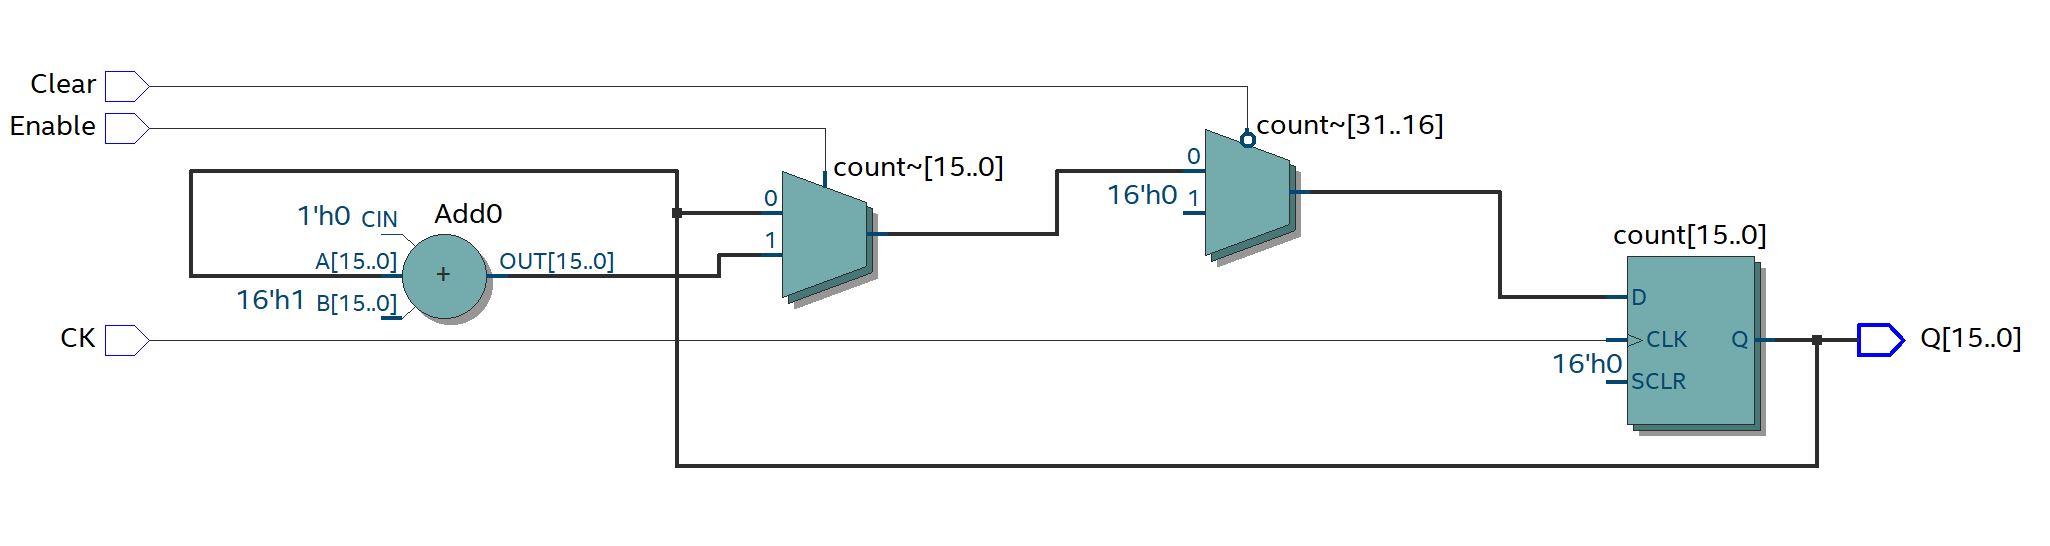 Clear
Enable
count~[31..16]
0
16'h0
1
count~[15..0]
0
1
1'h0 CIN
Add0
A[15..0]
+
OUT[15..0]
16'h1 B[15..0]
count[15..0]
D
CK
CLK
Q
Q[15..0]
16'h0
SCLR